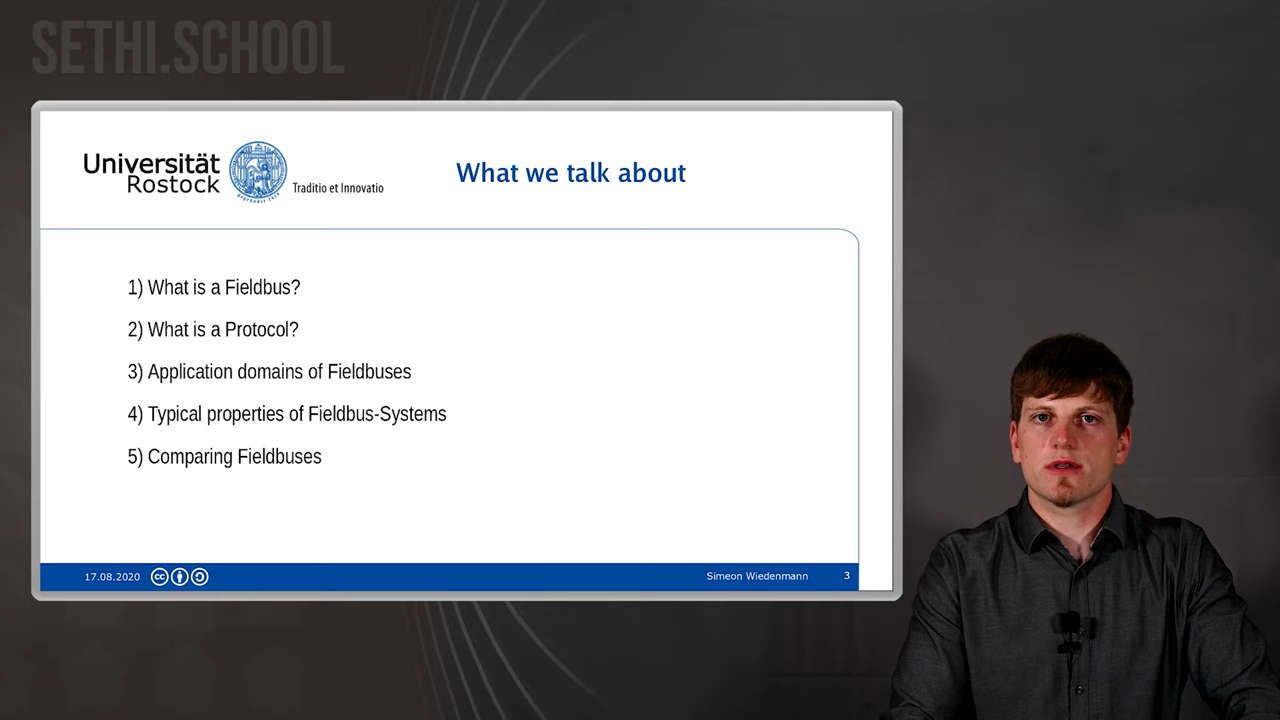 SETHI.SCHOOL
Universität
Rostock
Traditio et Innovatio
What we talk about
1) What is a Fieldbus?
2) What is a Protocol?
3) Application domains of Fieldbuses
4) Typical properties of Fieldbus-Systems
5) Comparing Fieldbuses
17.08.2020
cc
Simeon Wiedenmann
3